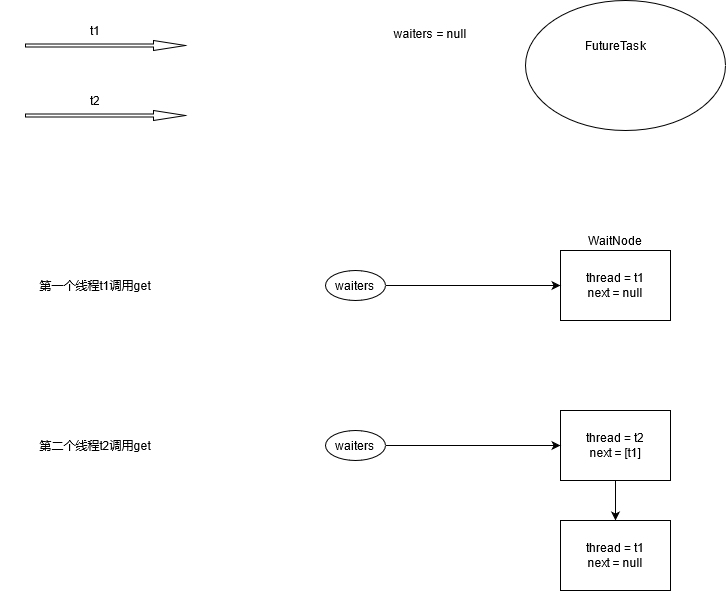 t1
waiters = null
FutureTask
t2
WaitNode
第一个线程t1调用get
waiters
thread = t1
next = null
第二个线程t2调用get
waiters
thread = t2
next = [t1]
thread = t1
next = null